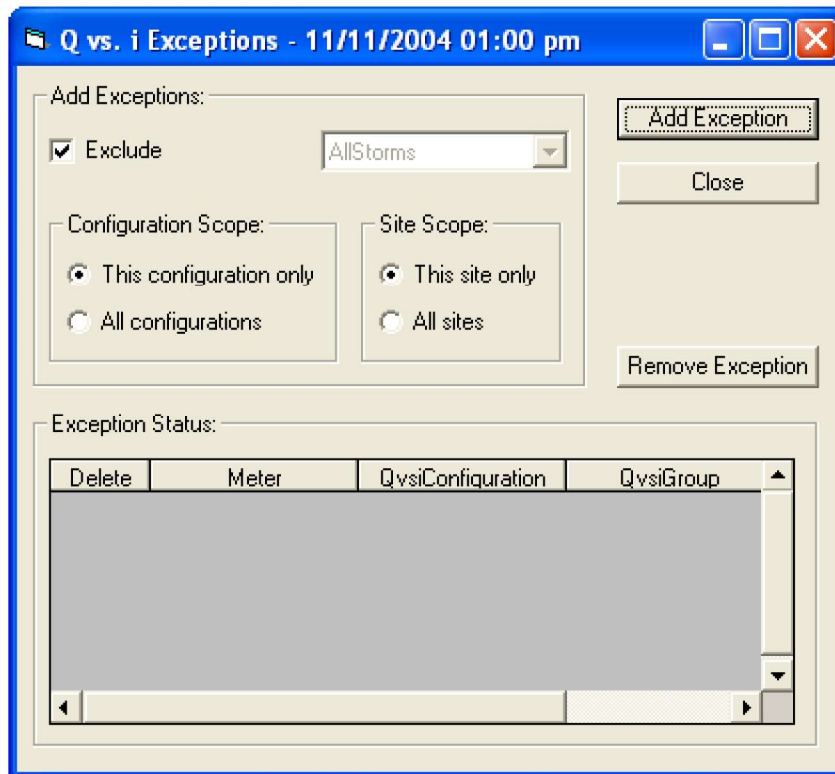 Q vs. i Exceptions - 11/11/2004 01:00 pm
Add Exceptions:
Exclude
AllStorms
Add Exception
Close
Configuration Scope:
This configuration only
All configurations
Site Scope:
This site only
All sites
Remove Exception
Exception Status:
Delete Meter QvsiConfiguration QvsiGroup